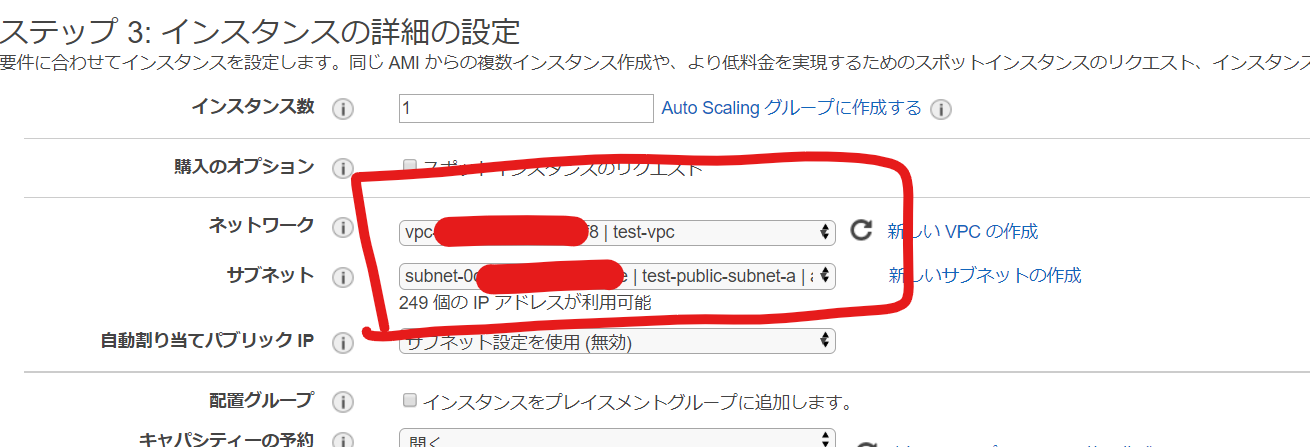 ステップ 3: インスタンスの詳細の設定
要件に合わせてインスタンスを設定します。同じ AMI からの複数インスタンス作成や、より低料金を実現するためのスポットインスタンスのリクエスト、インスタンス
インスタンス数 i 1 Auto Scaling グループに作成する i
購入のオプション i スポットインスタンスのリクエスト
ネットワーク i vpc 8 | test-vpc 新しい VPC の作成
サブネット i subnet-0 e | test-public-subnet-a | a 新しいサブネットの作成
249 個の IP アドレスが利用可能
自動割り当てパブリック IP i サブネット設定を使用 (無効)
配置グループ i インスタンスをプレイスメントグループに追加します。
キャパシティーの予約 i 開く